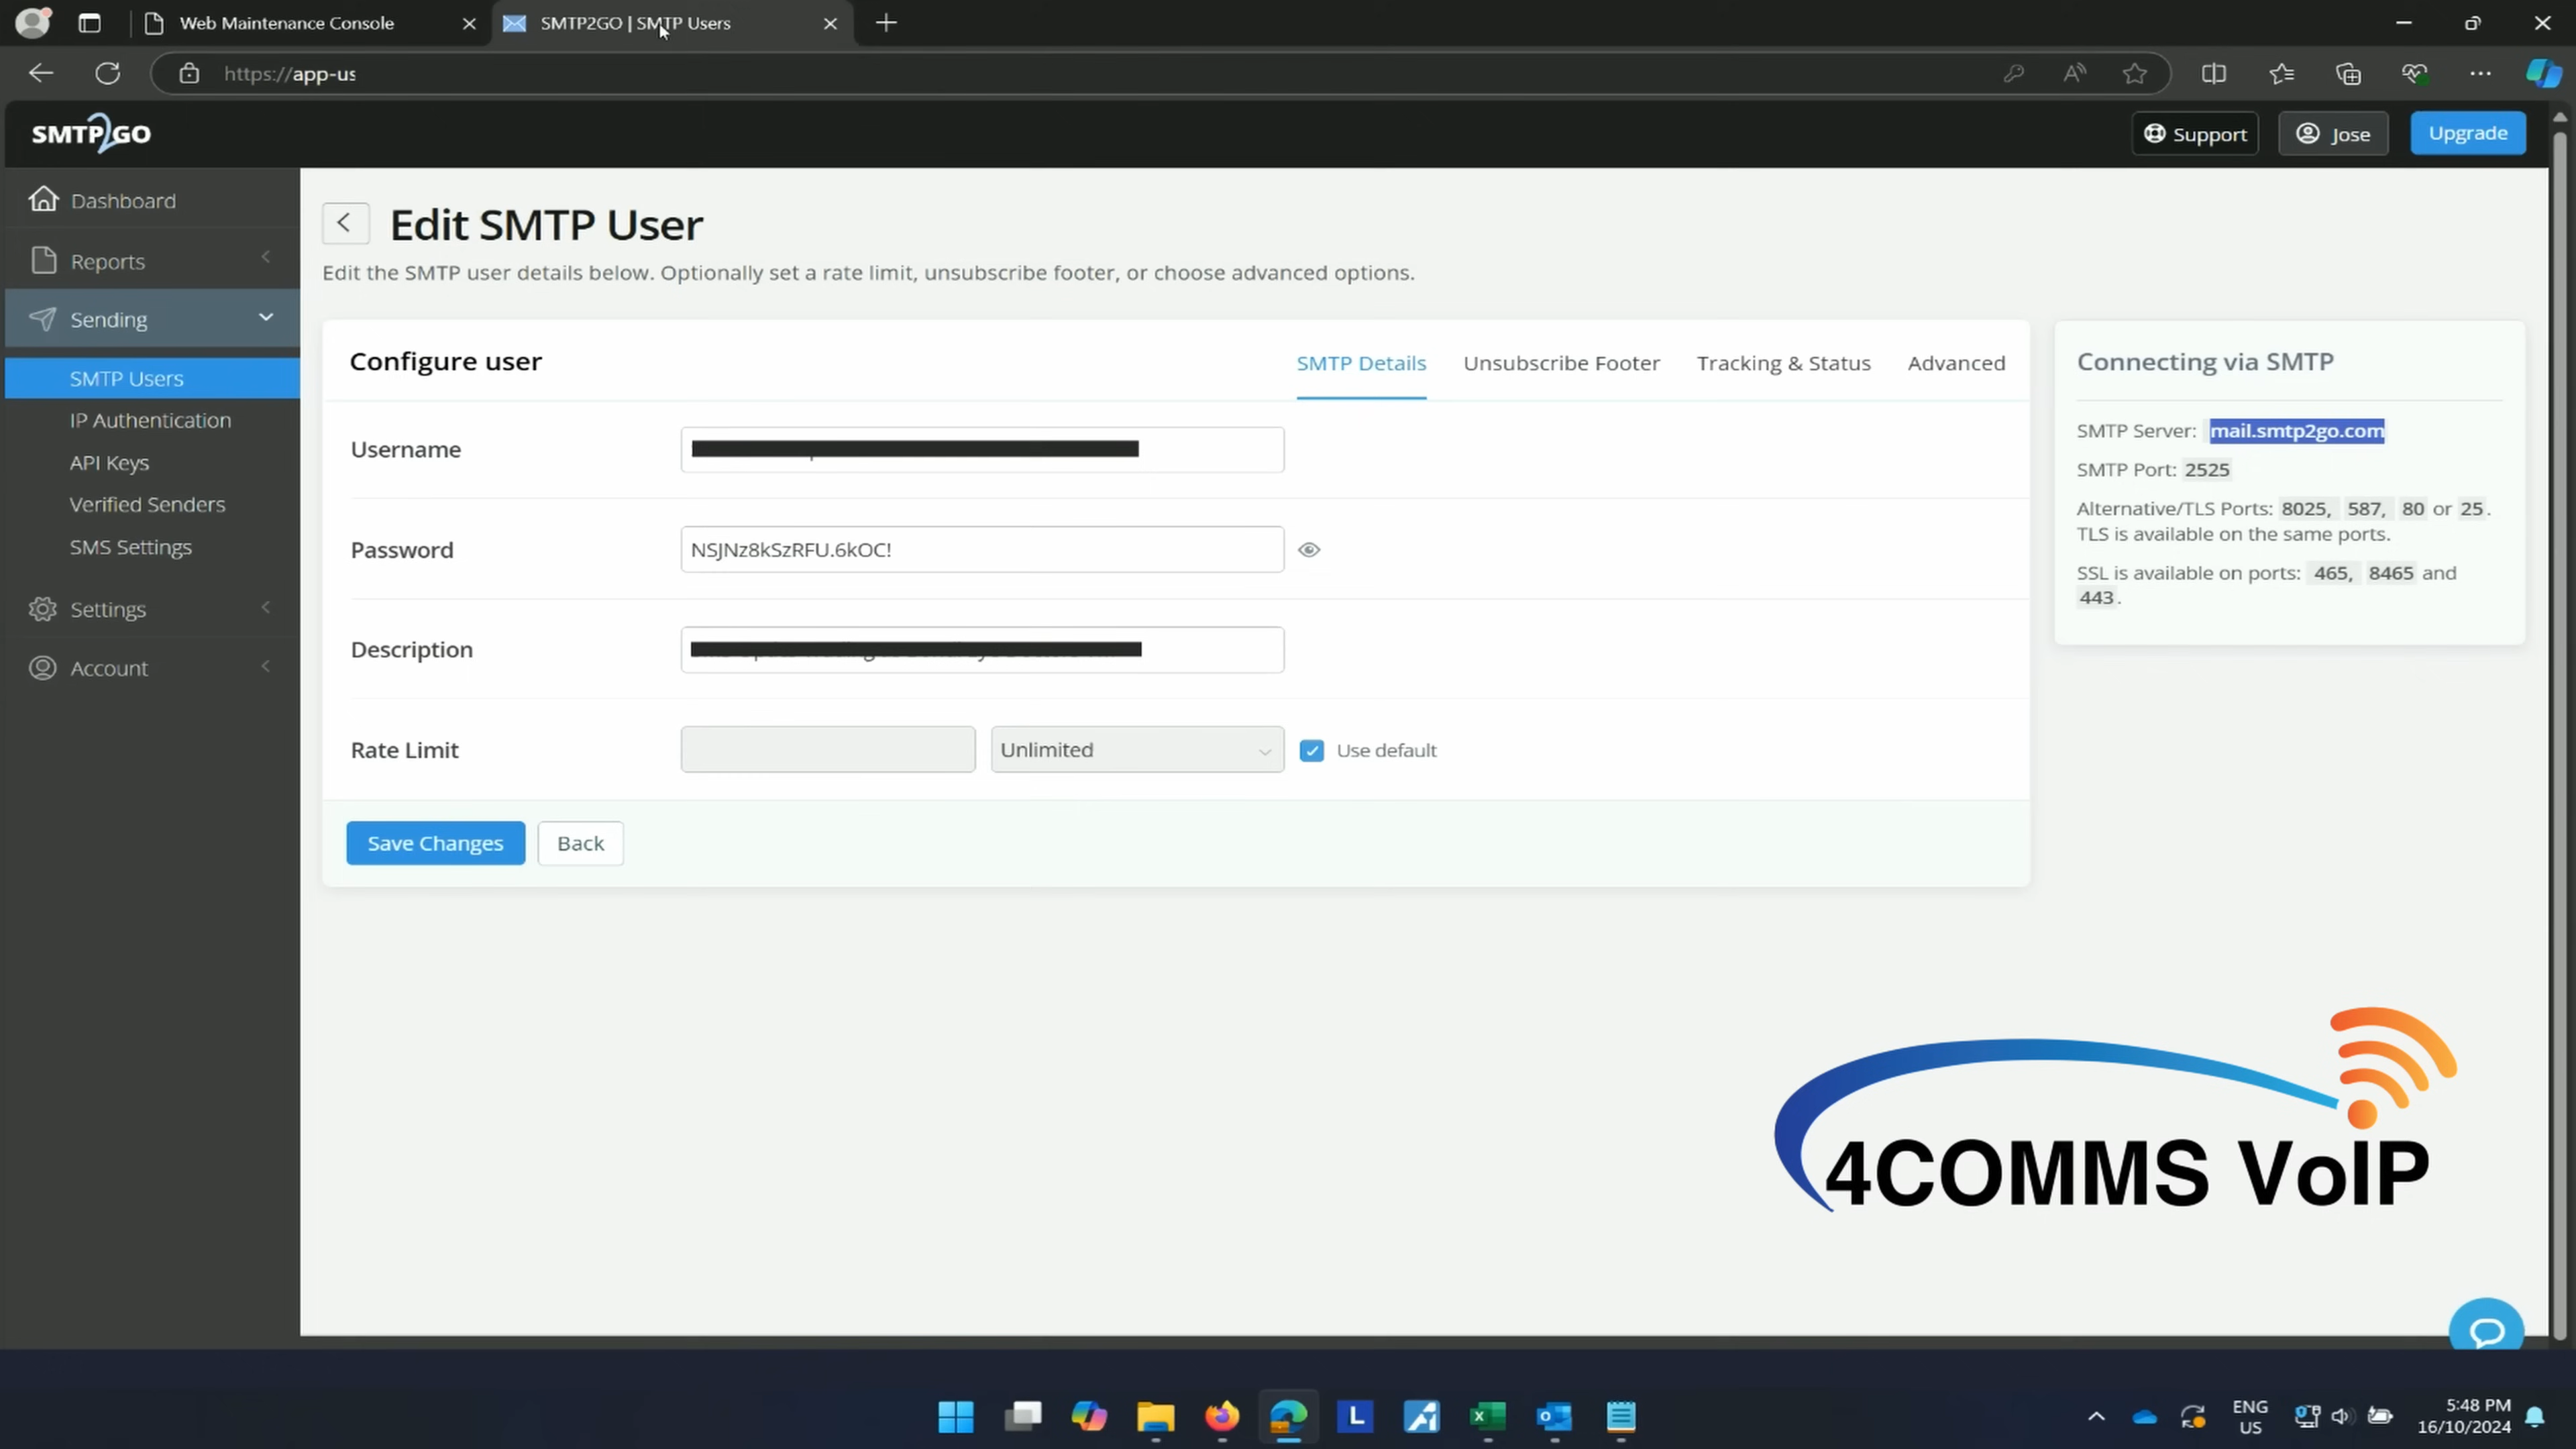 Web Maintenance Console
SMTP2GO | SMTP Users
https://app-us
SMTP2GO
Support
Jose
Upgrade
Dashboard
Reports
Sending
SMTP Users
IP Authentication
API Keys
Verified Senders
SMS Settings
Settings
Account
Edit SMTP User
Edit the SMTP user details below. Optionally set a rate limit, unsubscribe footer, or choose advanced options.
Configure user
SMTP Details
Unsubscribe Footer
Tracking & Status
Advanced
Username
Password
NSJNz8kSzRFU.6kOC!
Description
Rate Limit
Unlimited
Use default
Save Changes
Back
Connecting via SMTP
SMTP Server: mail.smtp2go.com
SMTP Port: 2525
Alternative/TLS Ports: 8025, 587, 80 or 25.
TLS is available on the same ports.
SSL is available on ports: 465, 8465 and
443.
4COMMS VoIP
ENG
US
5:48 PM
16/10/2024